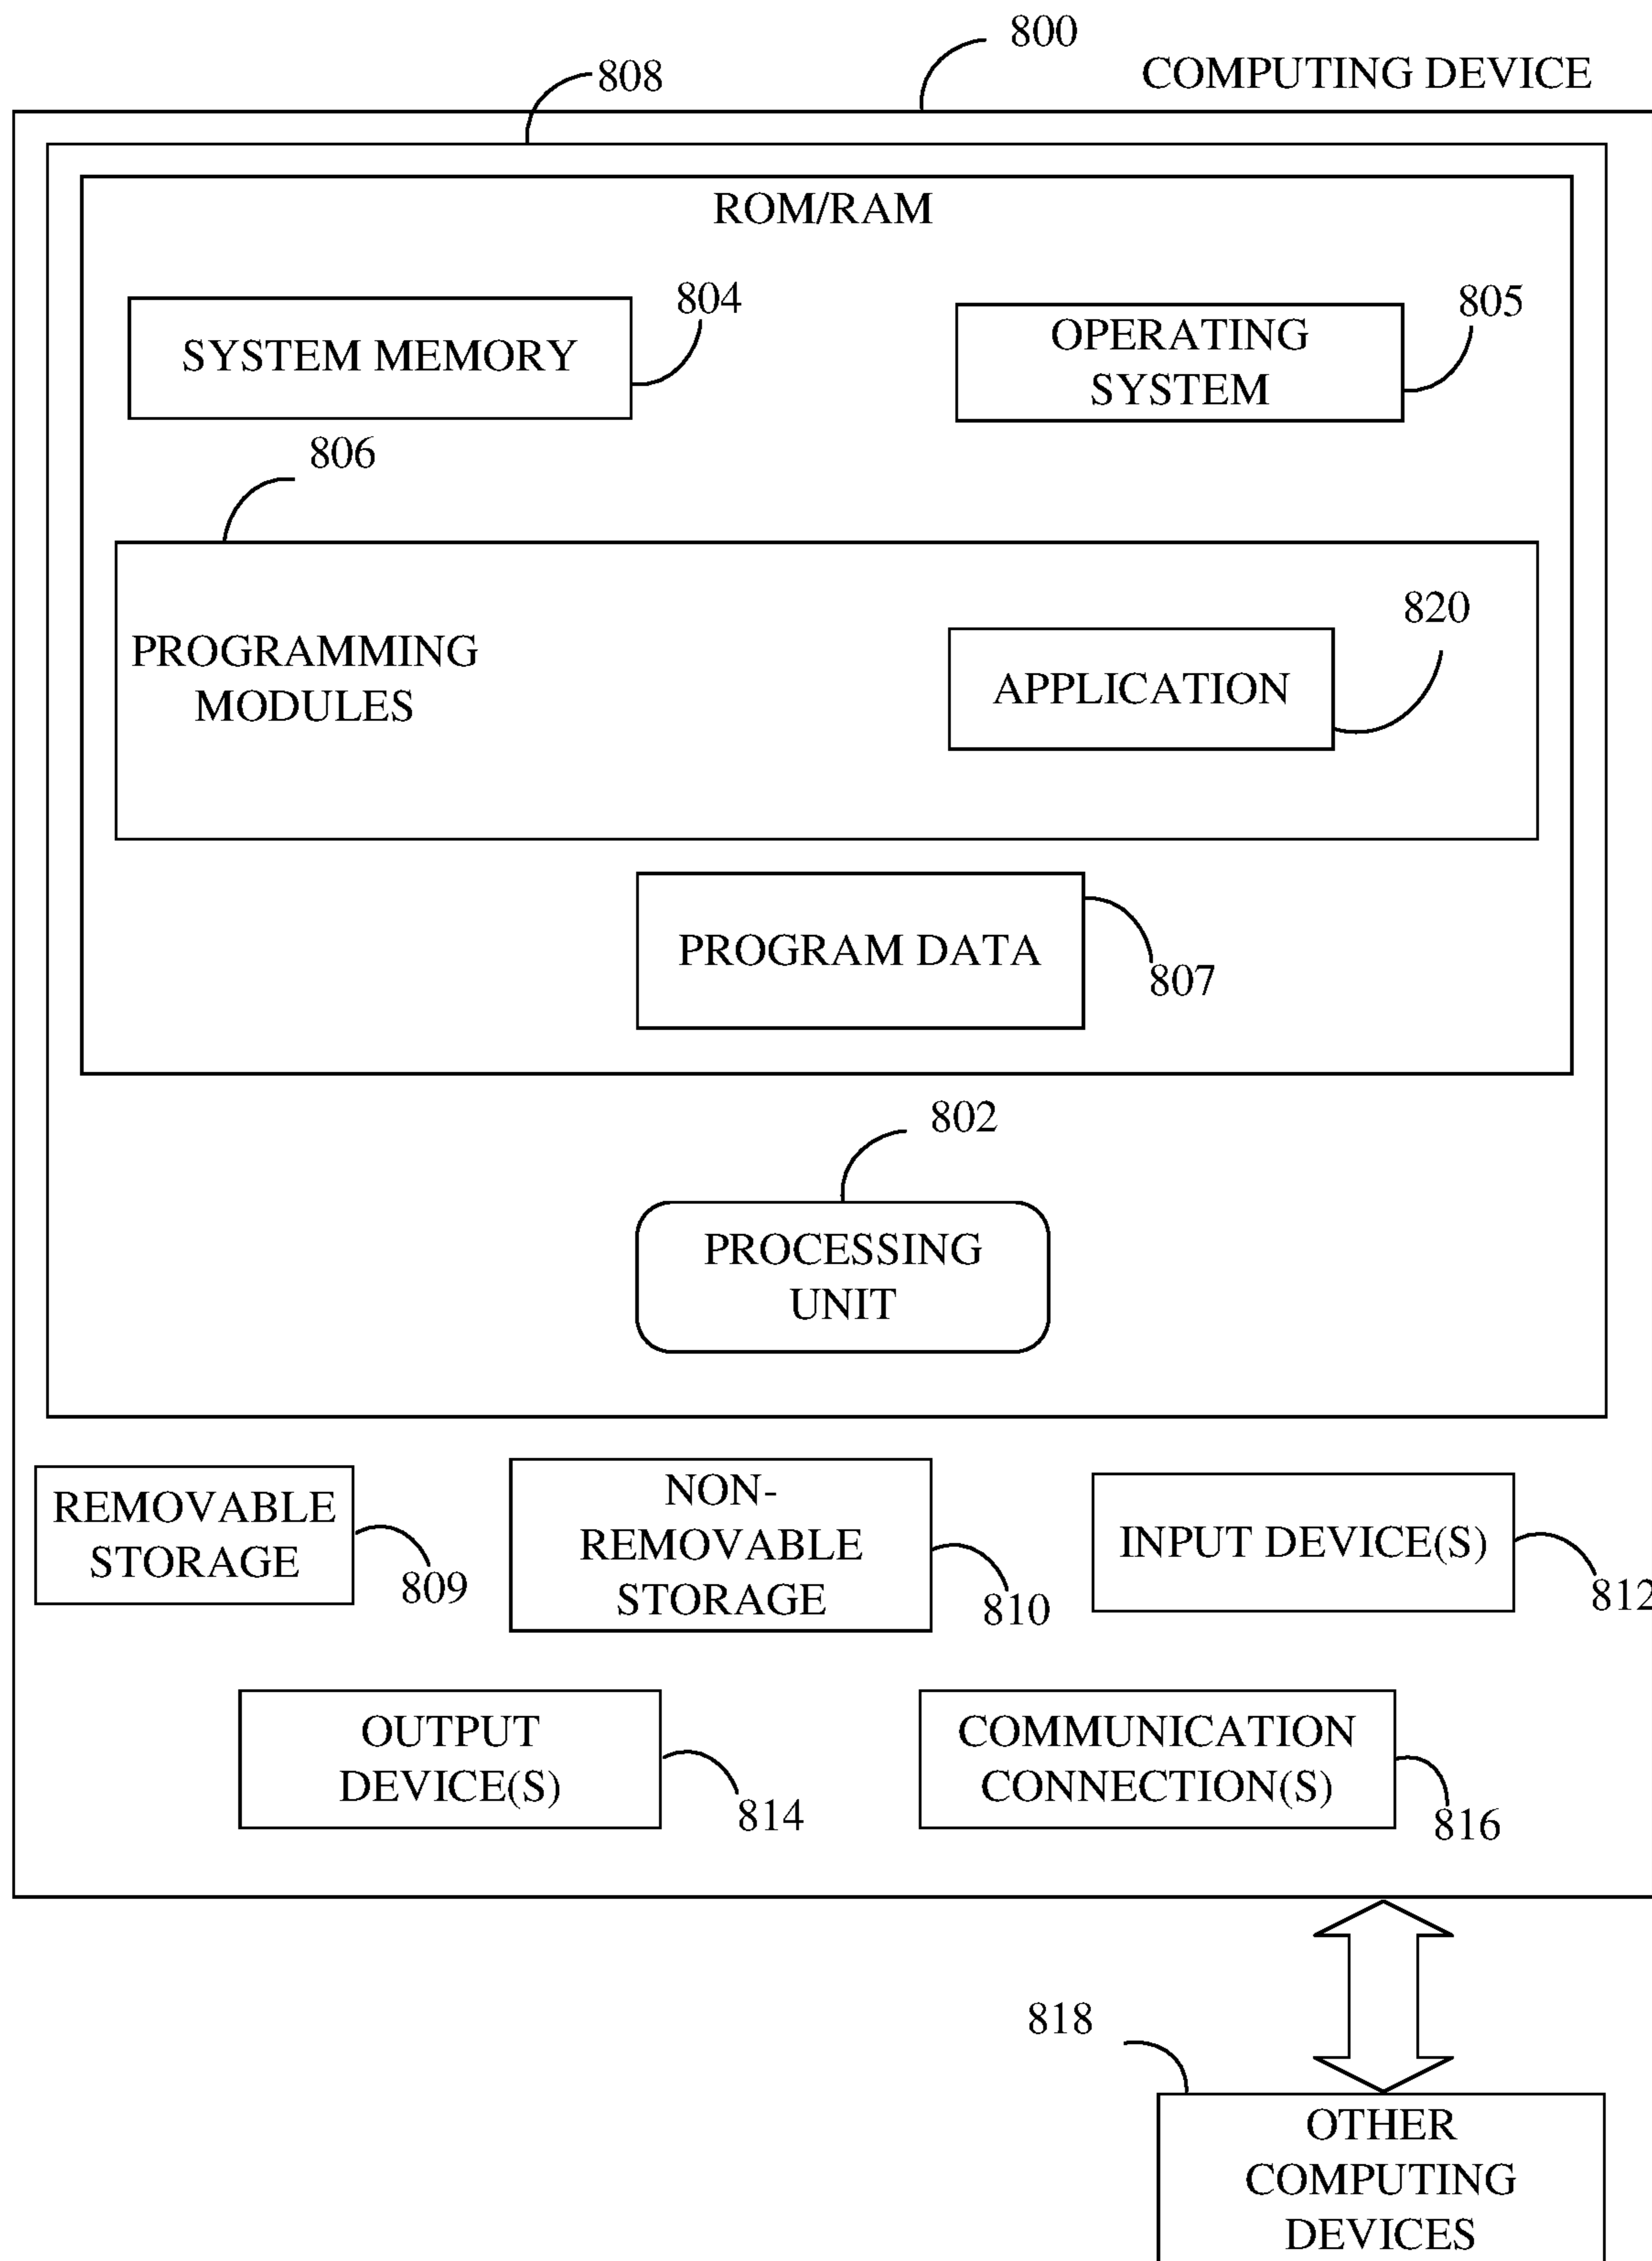 800
COMPUTING DEVICE
808
ROM/RAM
804
SYSTEM MEMORY
805
OPERATING
SYSTEM
806
PROGRAMMING
MODULES
820
APPLICATION
PROGRAM DATA
807
802
PROCESSING
UNIT
REMOVABLE
STORAGE
809
NON-
REMOVABLE
STORAGE
810
INPUT DEVICE(S)
812
OUTPUT
DEVICE(S)
814
COMMUNICATION
CONNECTION(S)
816
818
OTHER
COMPUTING
DEVICES